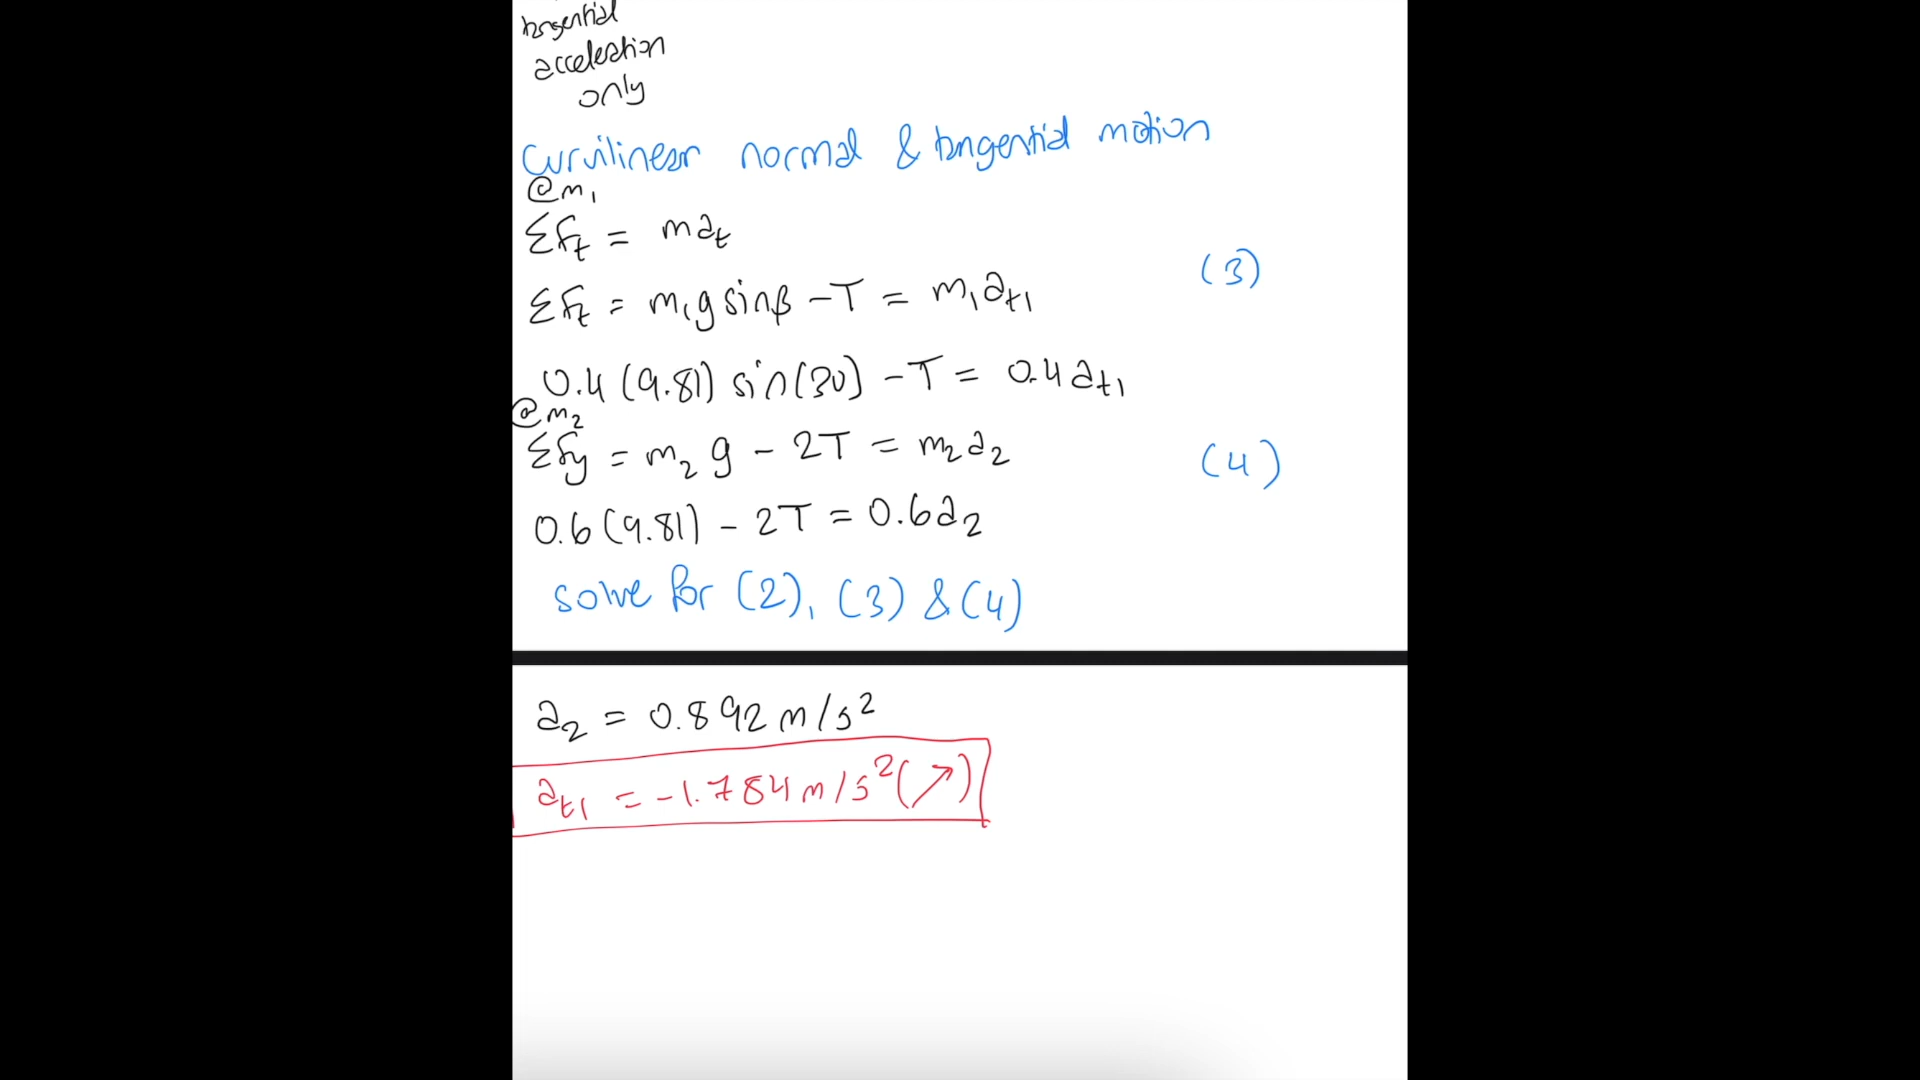 tangential
acceleration
only
Curvilinear normal & tangential motion
@m₁
ΣFt = mat
ΣFt = m₁g sinβ - T = m₁at1 (3)
0.4 (9.81) sin(30) - T = 0.4 at1
@m₂
ΣFy = m₂g - 2T = m₂a₂ (4)
0.6 (9.81) - 2T = 0.6a₂
solve for (2), (3) & (4)
a₂ = 0.892 m/s²
at1 = -1.784 m/s² (↗)